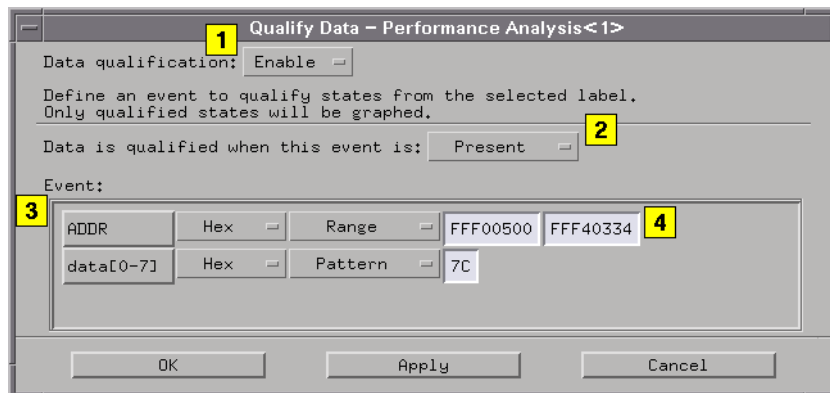 Qualify Data – Performance Analysis<1>
1
Data qualification: Enable
Define an event to qualify states from the selected label.
Only qualified states will be graphed.
2
Data is qualified when this event is: Present
Event:
3
ADDR Hex Range FFF00500 FFF40334 4
data[0-7] Hex Pattern 7C
OK Apply Cancel